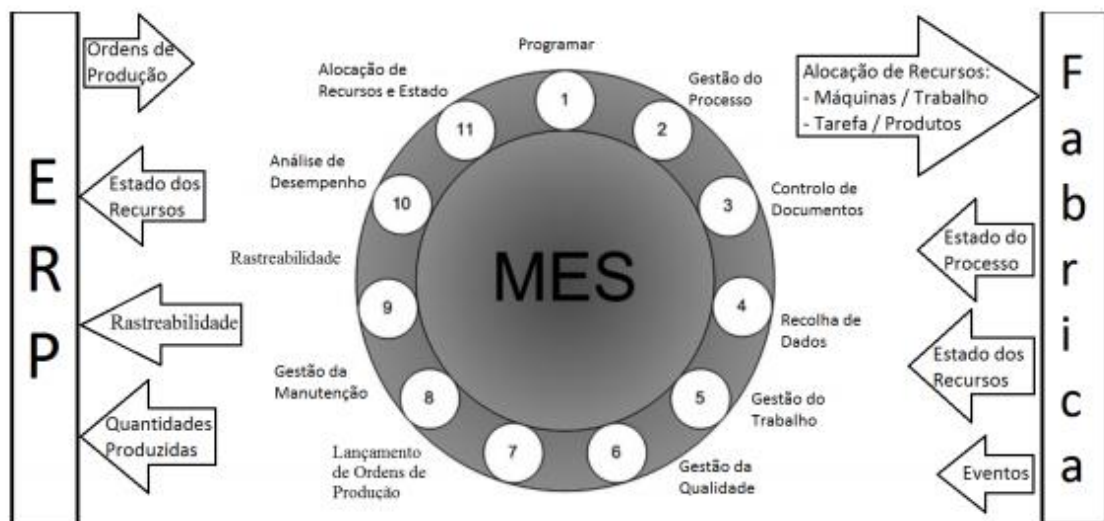 Ordens de
Produção
E
R
P
Estado dos
Recursos
Rastreabilidade
Quantidades
Produzidas
Programar
Alocação de
Recursos e Estado
Gestão do
Processo
Análise de
Desempenho
Controlo de
Documentos
Rastreabilidade
Recolha de
Dados
Gestão da
Manutenção
Gestão do
Trabalho
Lançamento
de Ordens de
Produção
Gestão da
Qualidade
1
2
3
4
5
6
7
8
9
10
11
MES
Alocação de Recursos:
- Máquinas / Trabalho
- Tarefa / Produtos
Estado do
Processo
Estado dos
Recursos
Eventos
F
a
b
r
i
c
a